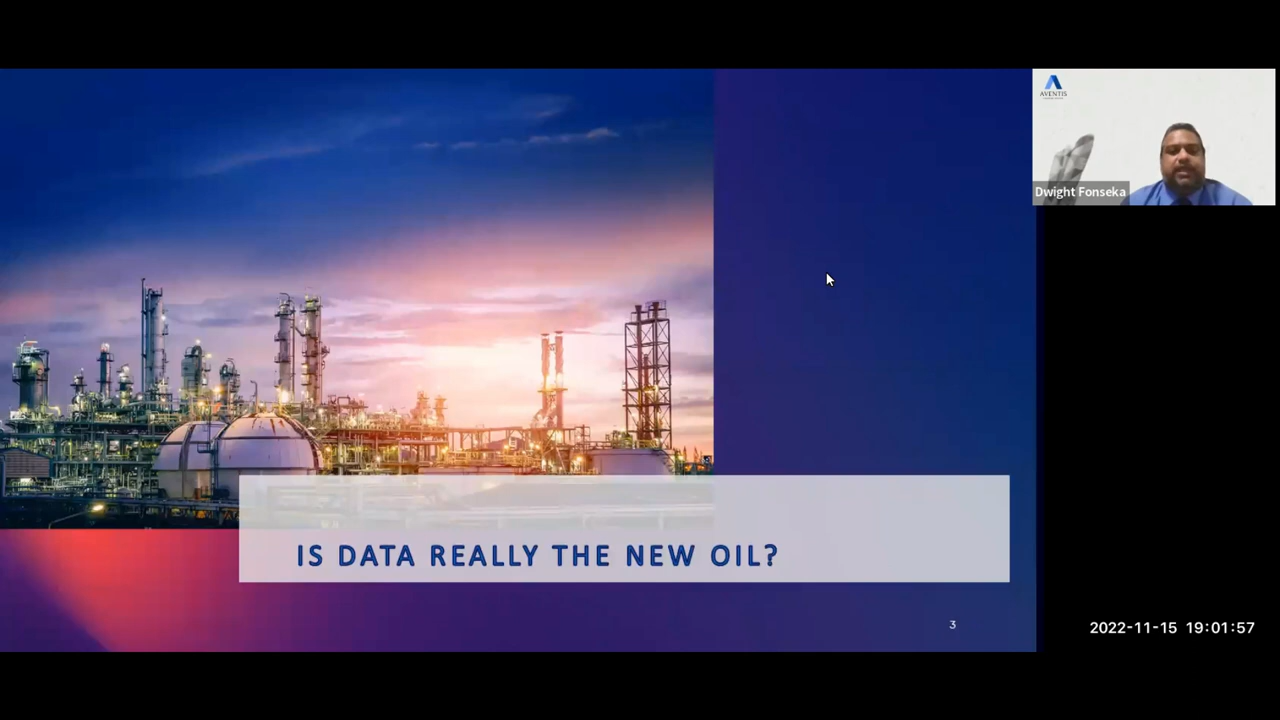 AVENTIS
Dwight Fonseka
IS DATA REALLY THE NEW OIL?
3
2022-11-15 19:01:57